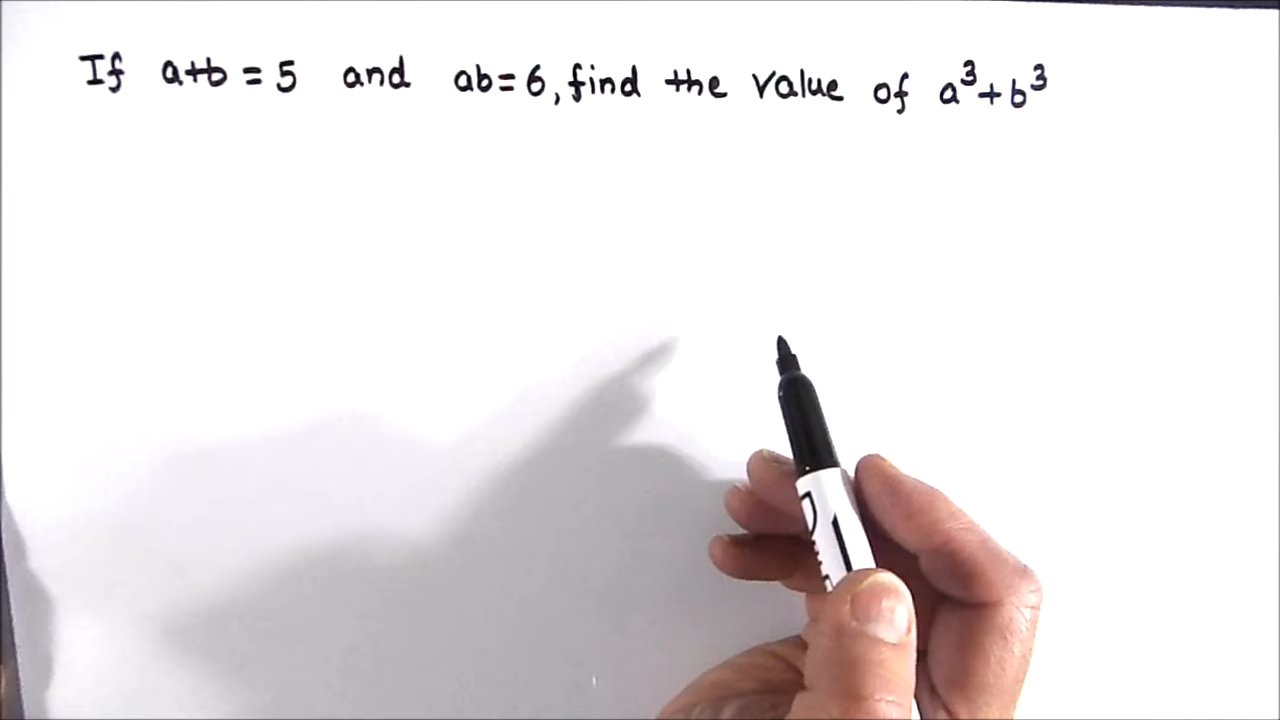 If a+b = 5 and ab=6, find the value of a³+b³